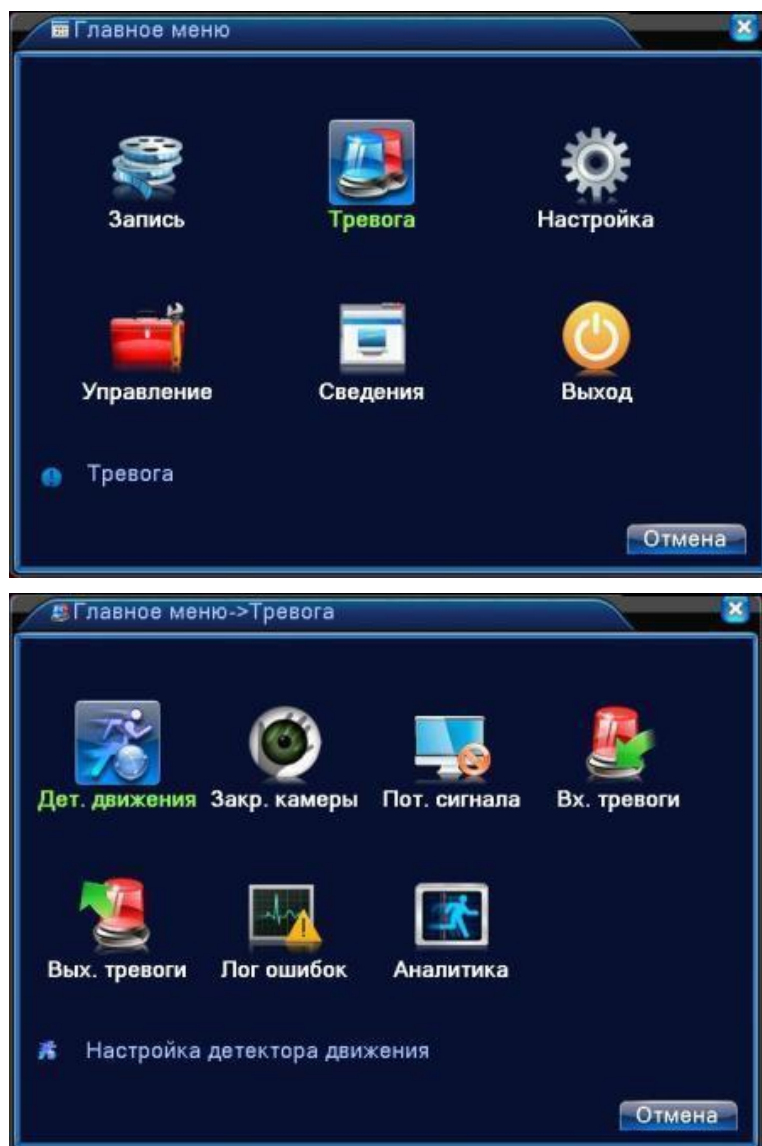 Главное меню
Запись Тревога Настройка
Управление Сведения Выход
Тревога
Отмена
Главное меню->Тревога
Дет. движения Закр. камеры Пот. сигнала Вх. тревоги
Вых. тревоги Лог ошибок Аналитика
Настройка детектора движения
Отмена